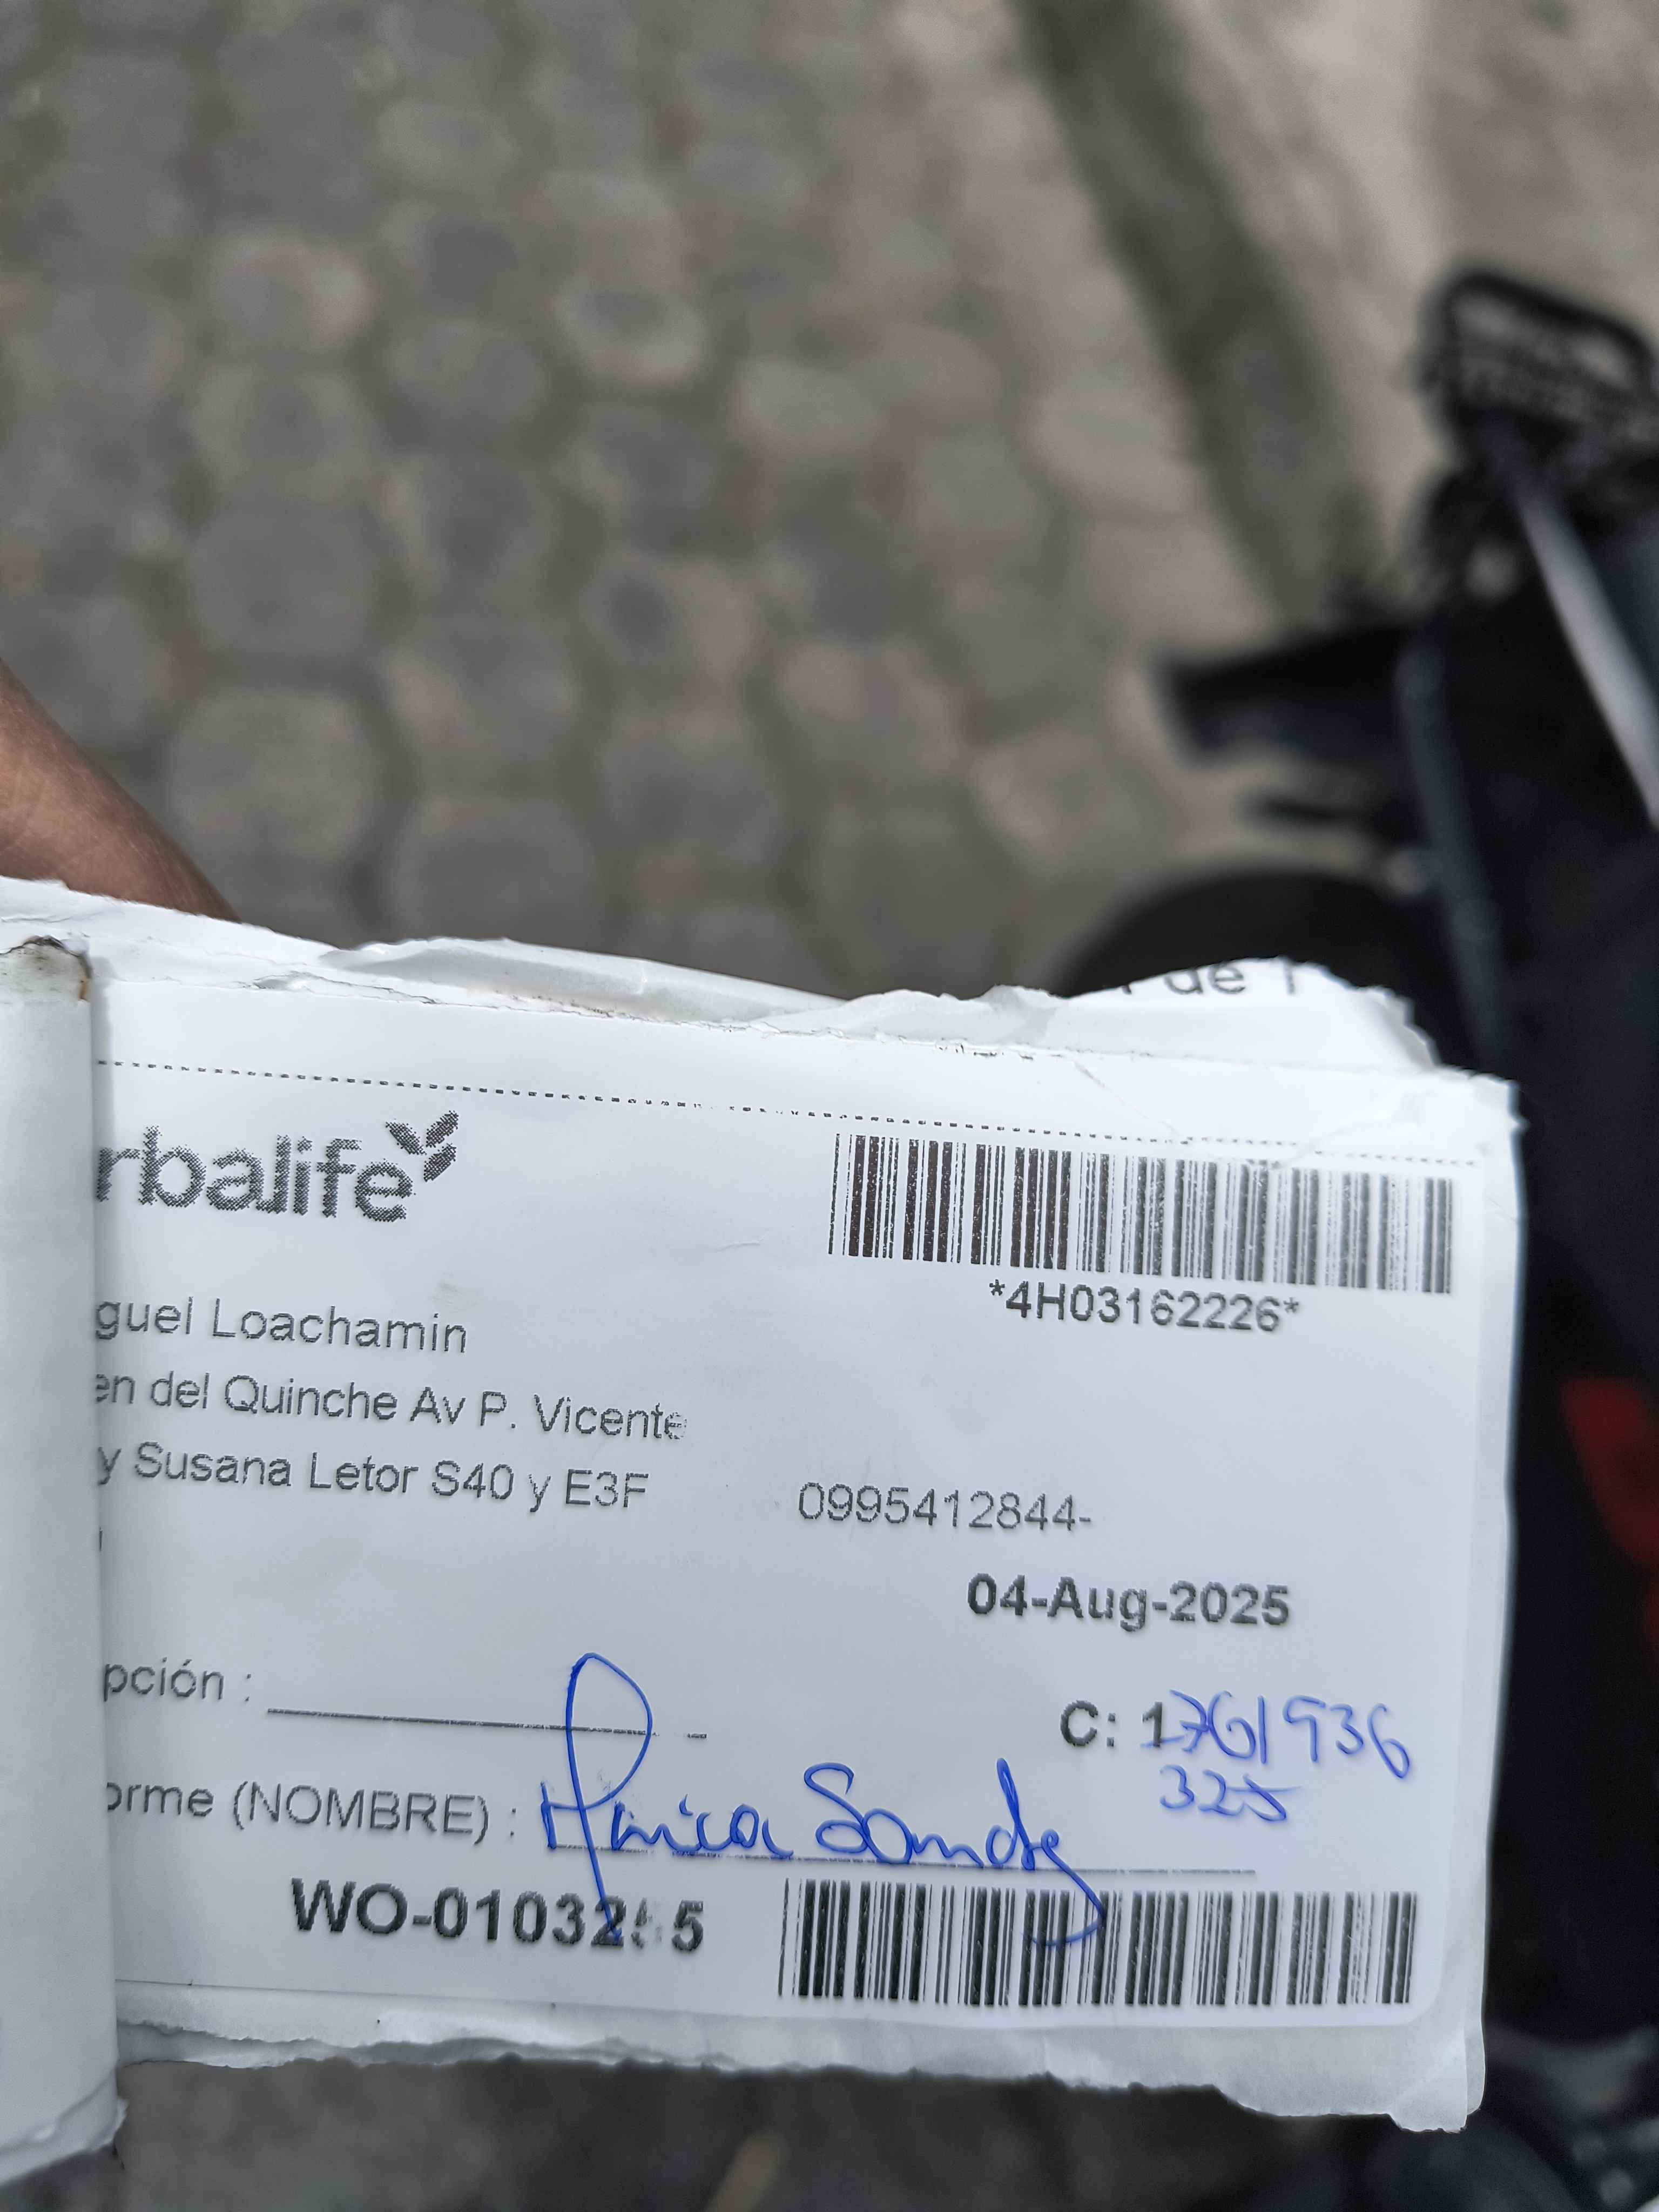 rbalife
*4H03162226*
guel Loachamin
en del Quinche Av P. Vicente
y Susana Letor S40 y E3F
0995412844-
04-Aug-2025
pción :
C: 1761936
325
orme (NOMBRE) :